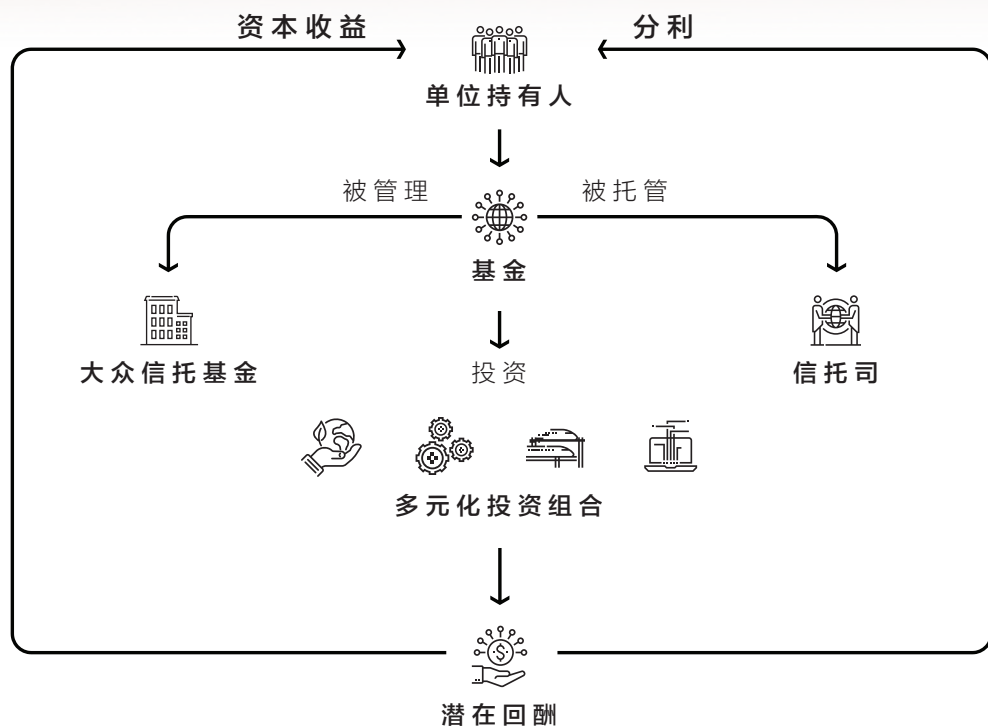 资本收益
分利
单位持有人
被管理
被托管
基金
大众信托基金
投资
信托司
多元化投资组合
潜在回酬